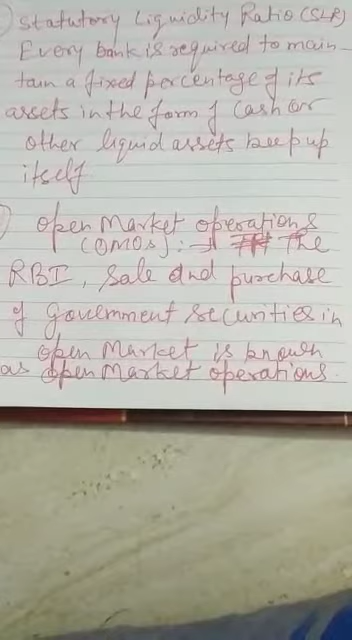 Statutory Liquidity Ratio (SLR)
Every bank is required to main-
tain a fixed percentage of its
assets in the form of cash or
other liquid assets keep up
itself.
open Market operations
(OMOs):→ The
RBI, sale and purchase
of government securities in
open Market is known
as open Market operations.